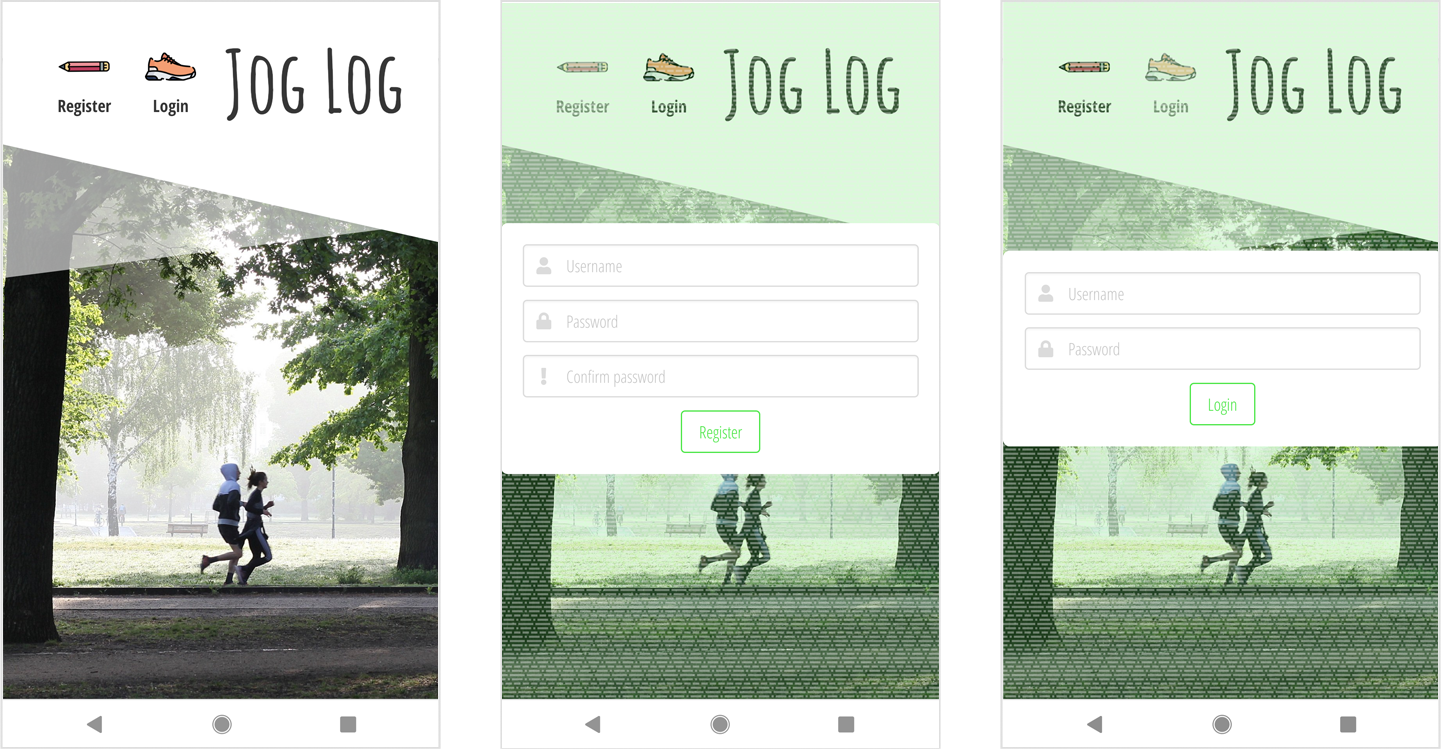 Register Login Jog Log
Register Login Jog Log
Username
Password
Confirm password
Register
Register Login Jog Log
Username
Password
Login